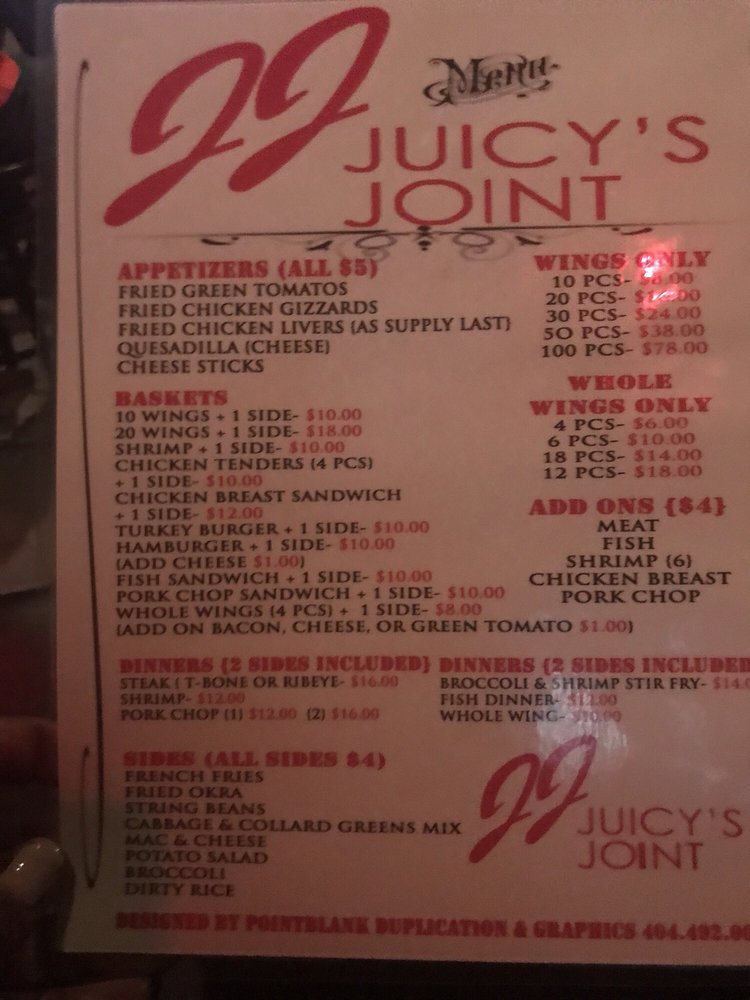 JJ
Menu
JUICY'S
JOINT
APPETIZERS (ALL $5)
FRIED GREEN TOMATOS
FRIED CHICKEN GIZZARDS
FRIED CHICKEN LIVERS (AS SUPPLY LAST)
QUESADILLA (CHEESE)
CHEESE STICKS
BASKETS
10 WINGS + 1 SIDE- $10.00
20 WINGS + 1 SIDE- $18.00
SHRIMP + 1 SIDE- $10.00
CHICKEN TENDERS (4 PCS)
+ 1 SIDE- $10.00
CHICKEN BREAST SANDWICH
+ 1 SIDE- $12.00
TURKEY BURGER + 1 SIDE- $10.00
HAMBURGER + 1 SIDE- $10.00
(ADD CHEESE $1.00)
FISH SANDWICH + 1 SIDE- $10.00
PORK CHOP SANDWICH + 1 SIDE- $10.00
WHOLE WINGS (4 PCS) + 1 SIDE- $8.00
(ADD ON BACON, CHEESE, OR GREEN TOMATO $1.00)
WINGS ONLY
10 PCS-
20 PCS-
30 PCS- $24.00
50 PCS- $38.00
100 PCS- $78.00
WHOLE
WINGS ONLY
4 PCS- $6.00
6 PCS- $10.00
18 PCS- $14.00
12 PCS- $18.00
ADD ONS {$4}
MEAT
FISH
SHRIMP (6)
CHICKEN BREAST
PORK CHOP
DINNERS {2 SIDES INCLUDED}
STEAK ( T-BONE OR RIBEYE- $16.00
SHRIMP- $12.00
PORK CHOP (1) $12.00 (2) $16.00
DINNERS {2 SIDES INCLUDED
BROCCOLI & SHRIMP STIR FRY- $14.0
FISH DINNER- $12.00
WHOLE WING- $10.00
SIDES (ALL SIDES $4)
FRENCH FRIES
FRIED OKRA
STRING BEANS
CABBAGE & COLLARD GREENS MIX
MAC & CHEESE
POTATO SALAD
BROCCOLI
DIRTY RICE
JJ
JUICY'S
JOINT
DESIGNED BY POINTBLANK DUPLICATION & GRAPHICS 404.492.00